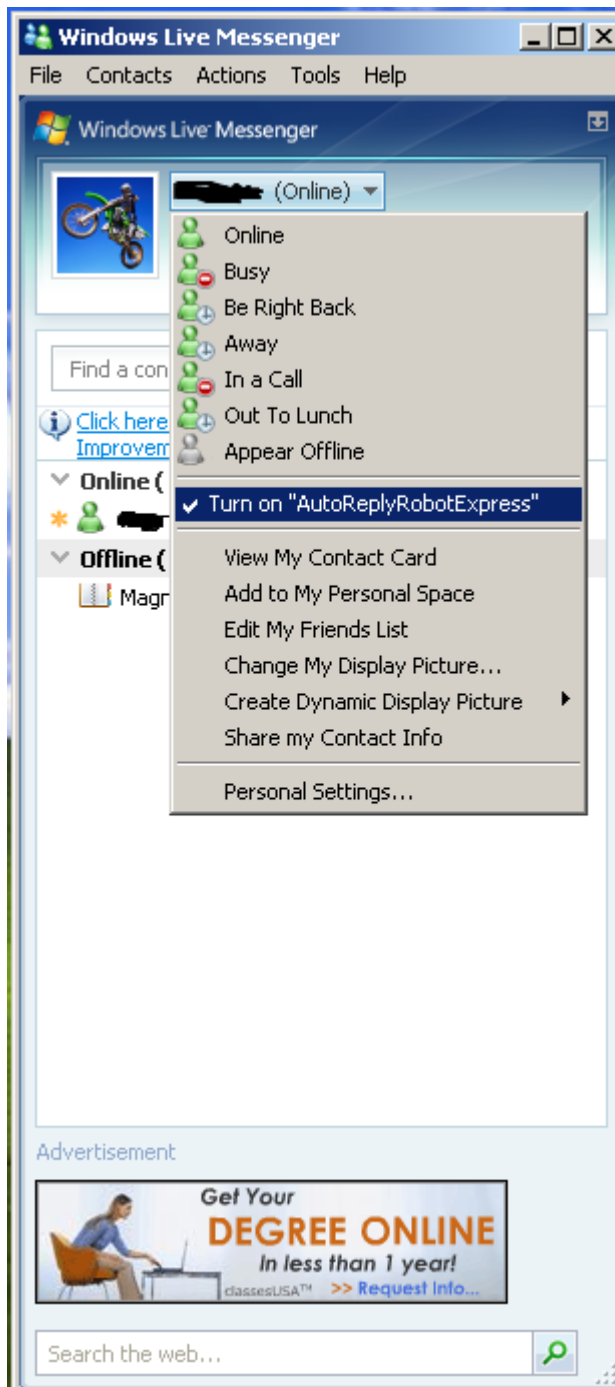 Windows Live Messenger
File Contacts Actions Tools Help
Windows Live Messenger
(Online)
Online
Busy
Be Right Back
Away
In a Call
Out To Lunch
Appear Offline
Turn on "AutoReplyRobotExpress"
View My Contact Card
Add to My Personal Space
Edit My Friends List
Change My Display Picture...
Create Dynamic Display Picture
Share my Contact Info
Personal Settings...
Find a con
Click here
Improvem
Online (
Offline (
Magn
Advertisement
Get Your
DEGREE ONLINE
In less than 1 year!
classesUSA™ >> Request Info...
Search the web...